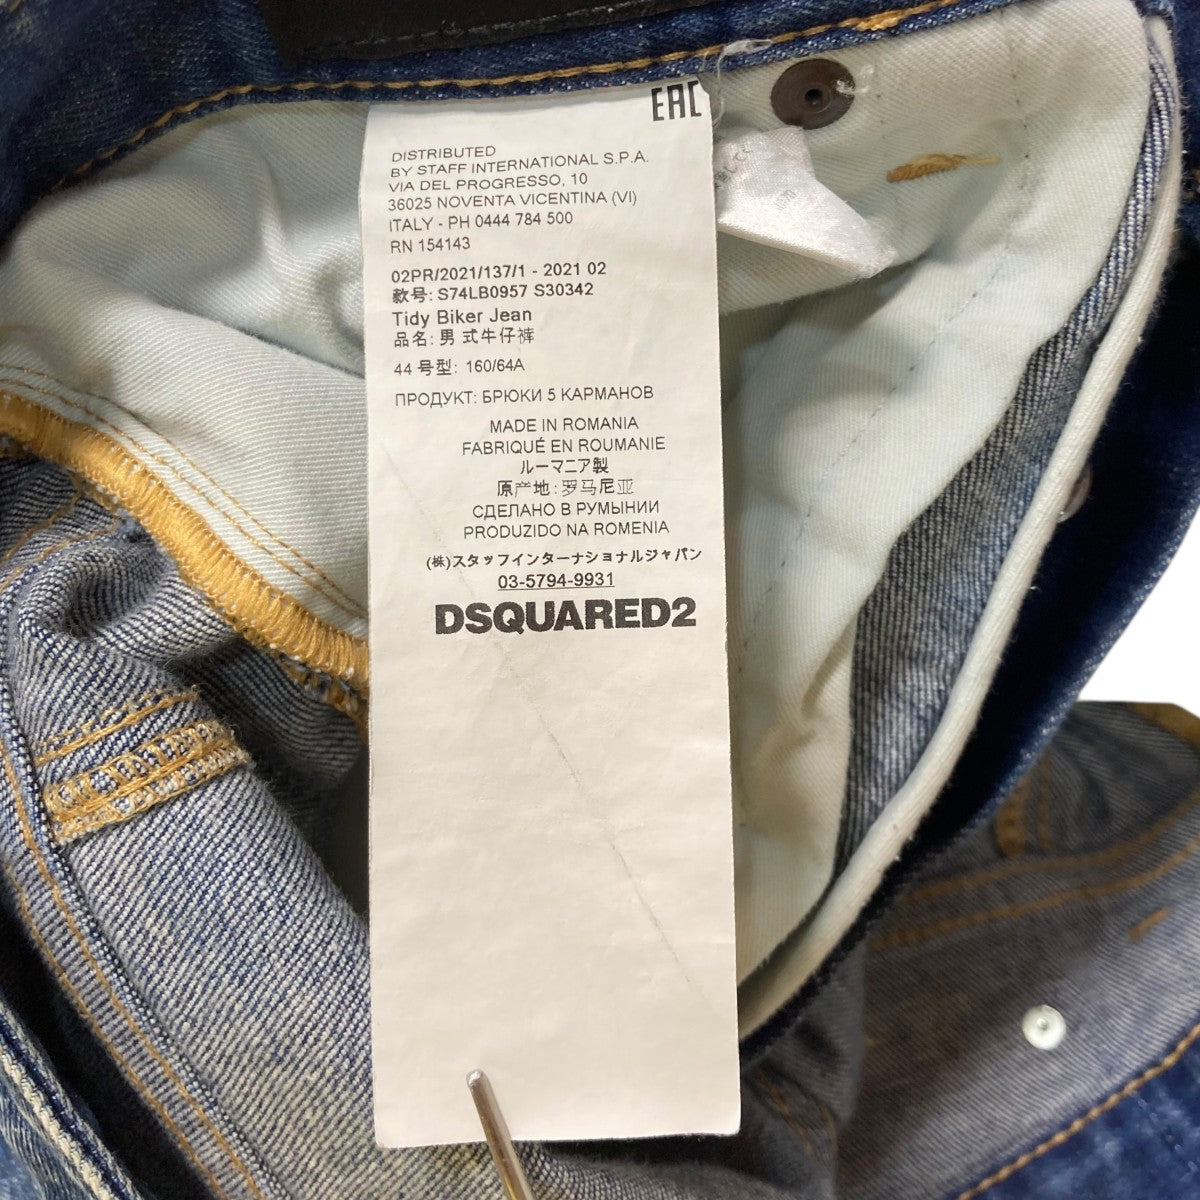 EAC
DISTRIBUTED
BY STAFF INTERNATIONAL S.P.A.
VIA DEL PROGRESSO, 10
36025 NOVENTA VICENTINA (VI)
ITALY - PH 0444 784 500
RN 154143
02PR/2021/137/1 - 2021 02
款号: S74LB0957 S30342
Tidy Biker Jean
品名: 男 式牛仔裤
44 号型: 160/64A
ПРОДУКТ: БРЮКИ 5 КАРМАНОВ
MADE IN ROMANIA
FABRIQUÉ EN ROUMANIE
ルーマニア製
原产地: 罗马尼亚
СДЕЛАНО В РУМЫНИИ
PRODUZIDO NA ROMENIA
(株)スタッフインターナショナルジャパン
03-5794-9931
DSQUARED2